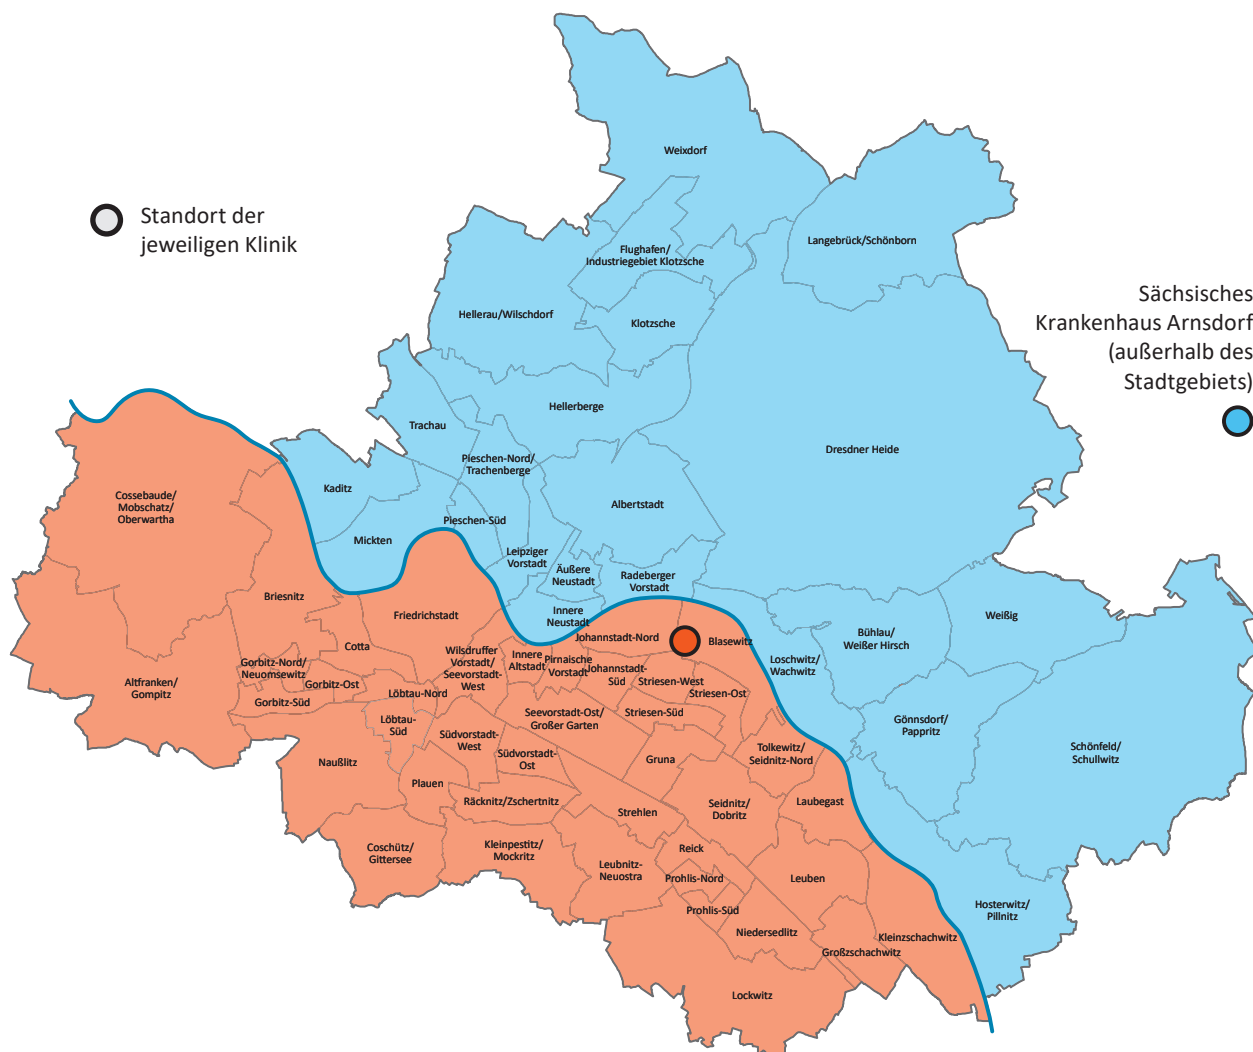 Standort der
jeweiligen Klinik
Sächsisches
Krankenhaus Arnsdorf
(außerhalb des
Stadtgebiets)
Weixdorf
Langebrück/Schönborn
Flughafen/
Industriegebiet Klotzsche
Hellerau/Wilschdorf
Klotzsche
Hellerberge
Trachau
Dresdner Heide
Pieschen-Nord/
Trachenberge
Kaditz
Cossebaude/
Mobschatz/
Oberwartha
Albertstadt
Pieschen-Süd
Mickten
Leipziger
Vorstadt
Äußere
Neustadt
Radeberger
Vorstadt
Briesnitz
Friedrichstadt
Innere
Neustadt
Weißig
Bühlau/
Weißer Hirsch
Johannstadt-Nord
Blasewitz
Cotta
Wilsdruffer
Vorstadt/
Seevorstadt-
West
Innere
Altstadt
Pirnaische
Vorstadt
Loschwitz/
Wachwitz
Gorbitz-Nord/
Neuomsewitz
Johannstadt-
Süd
Striesen-West
Altfranken/
Gompitz
Gorbitz-Ost
Löbtau-Nord
Striesen-Ost
Gorbitz-Süd
Seevorstadt-Ost/
Großer Garten
Striesen-Süd
Gönnsdorf/
Pappritz
Löbtau-
Süd
Südvorstadt-
West
Südvorstadt-
Ost
Tolkewitz/
Seidnitz-Nord
Schönfeld/
Schullwitz
Naußlitz
Gruna
Plauen
Räcknitz/Zschertnitz
Strehlen
Seidnitz/
Dobritz
Laubegast
Coschütz/
Gittersee
Kleinpestitz/
Mockritz
Reick
Leubnitz-
Neuostra
Prohlis-Nord
Leuben
Prohlis-Süd
Hosterwitz/
Pillnitz
Niedersedlitz
Kleinzschachwitz
Großzschachwitz
Lockwitz